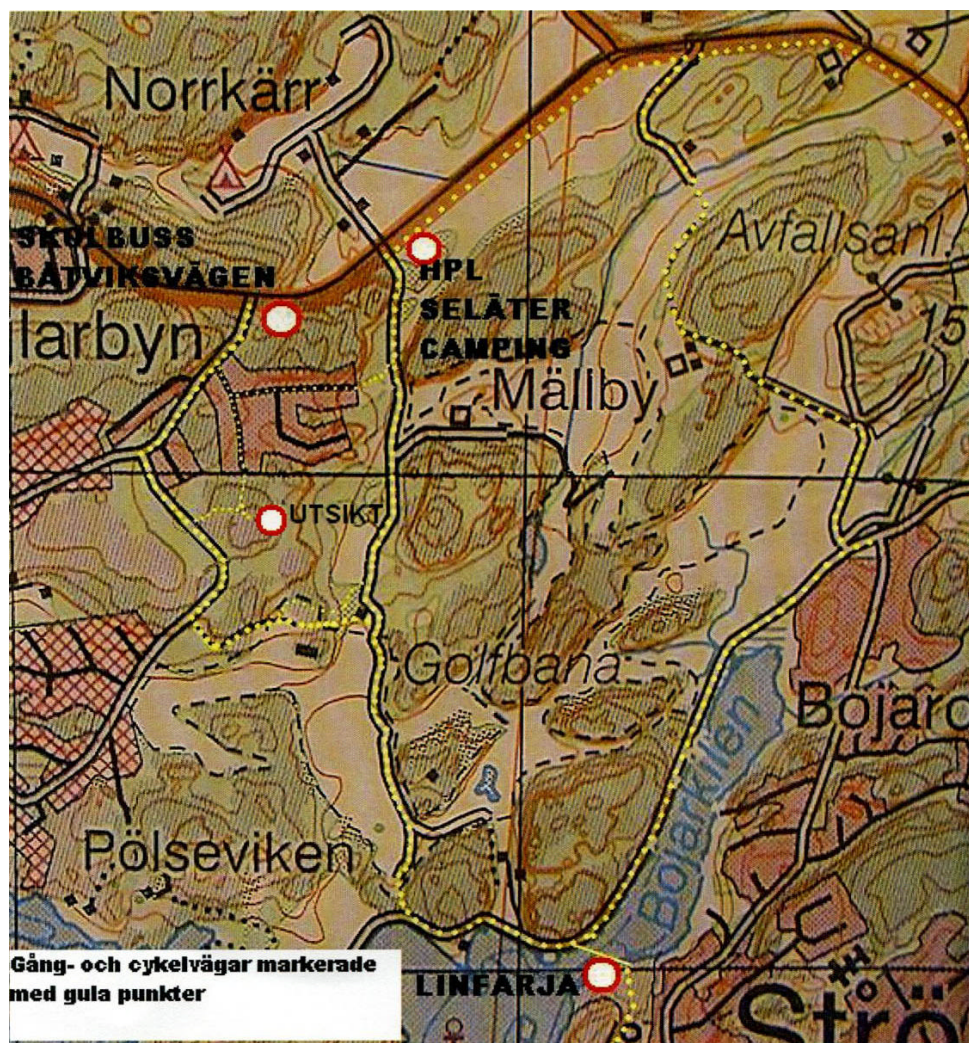 Norrkärr
Avfallsanl.
SKOLBUSS
BÅTVIKSVÄGEN
HPL
SELÄTER
CAMPING
larbyn
15
Mällby
UTSIKT
Golfbana
Bojar
Bojarkilen
Pölseviken
LINFÄRJA
Strö
Gång- och cykelvägar markerade
med gula punkter